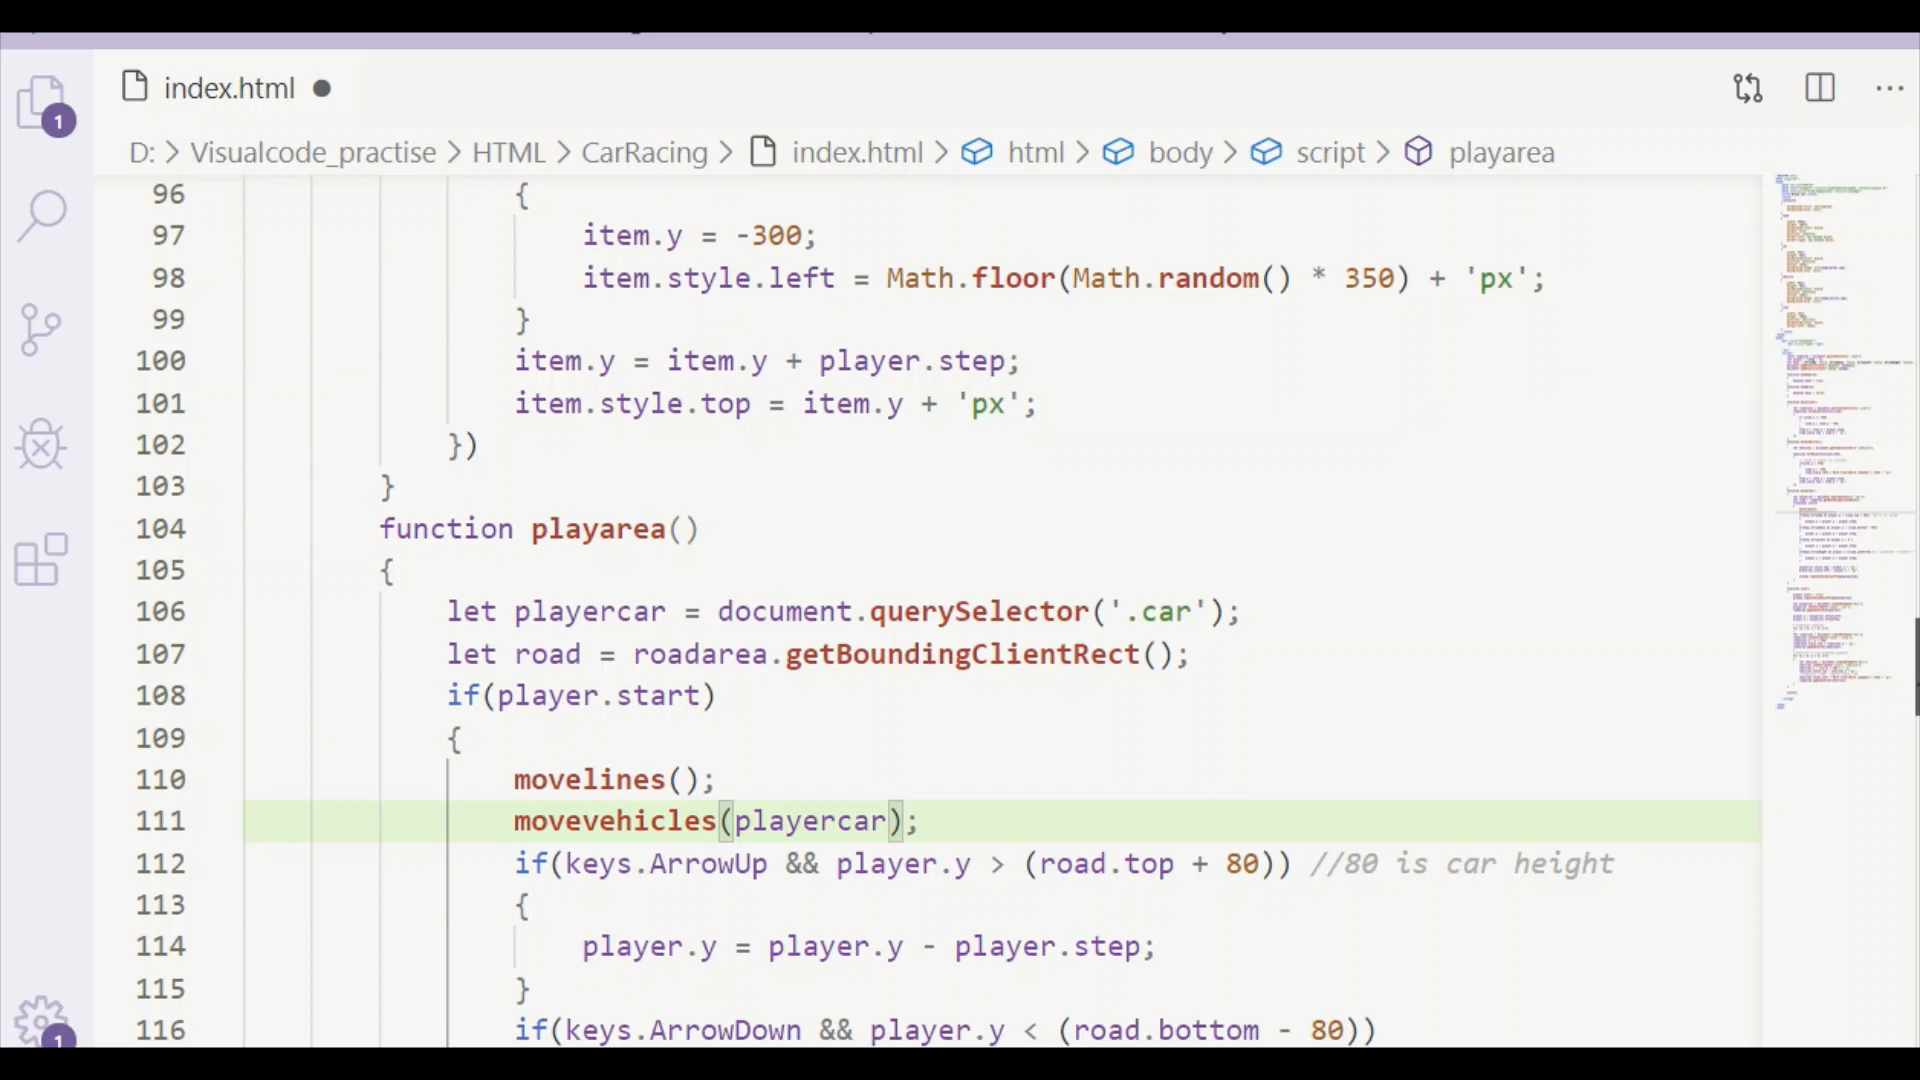 index.html
1
D: > Visualcode_practise > HTML > CarRacing > index.html > html > body > script > playarea
96 {
97 item.y = -300;
98 item.style.left = Math.floor(Math.random() * 350) + 'px';
99 }
100 item.y = item.y + player.step;
101 item.style.top = item.y + 'px';
102 })
103 }
104 function playarea()
105 {
106 let playercar = document.querySelector('.car');
107 let road = roadarea.getBoundingClientRect();
108 if(player.start)
109 {
110 movelines();
111 movevehicles(playercar);
112 if(keys.ArrowUp && player.y > (road.top + 80)) //80 is car height
113 {
114 player.y = player.y - player.step;
115 }
116 if(keys.ArrowDown && player.y < (road.bottom - 80))
1